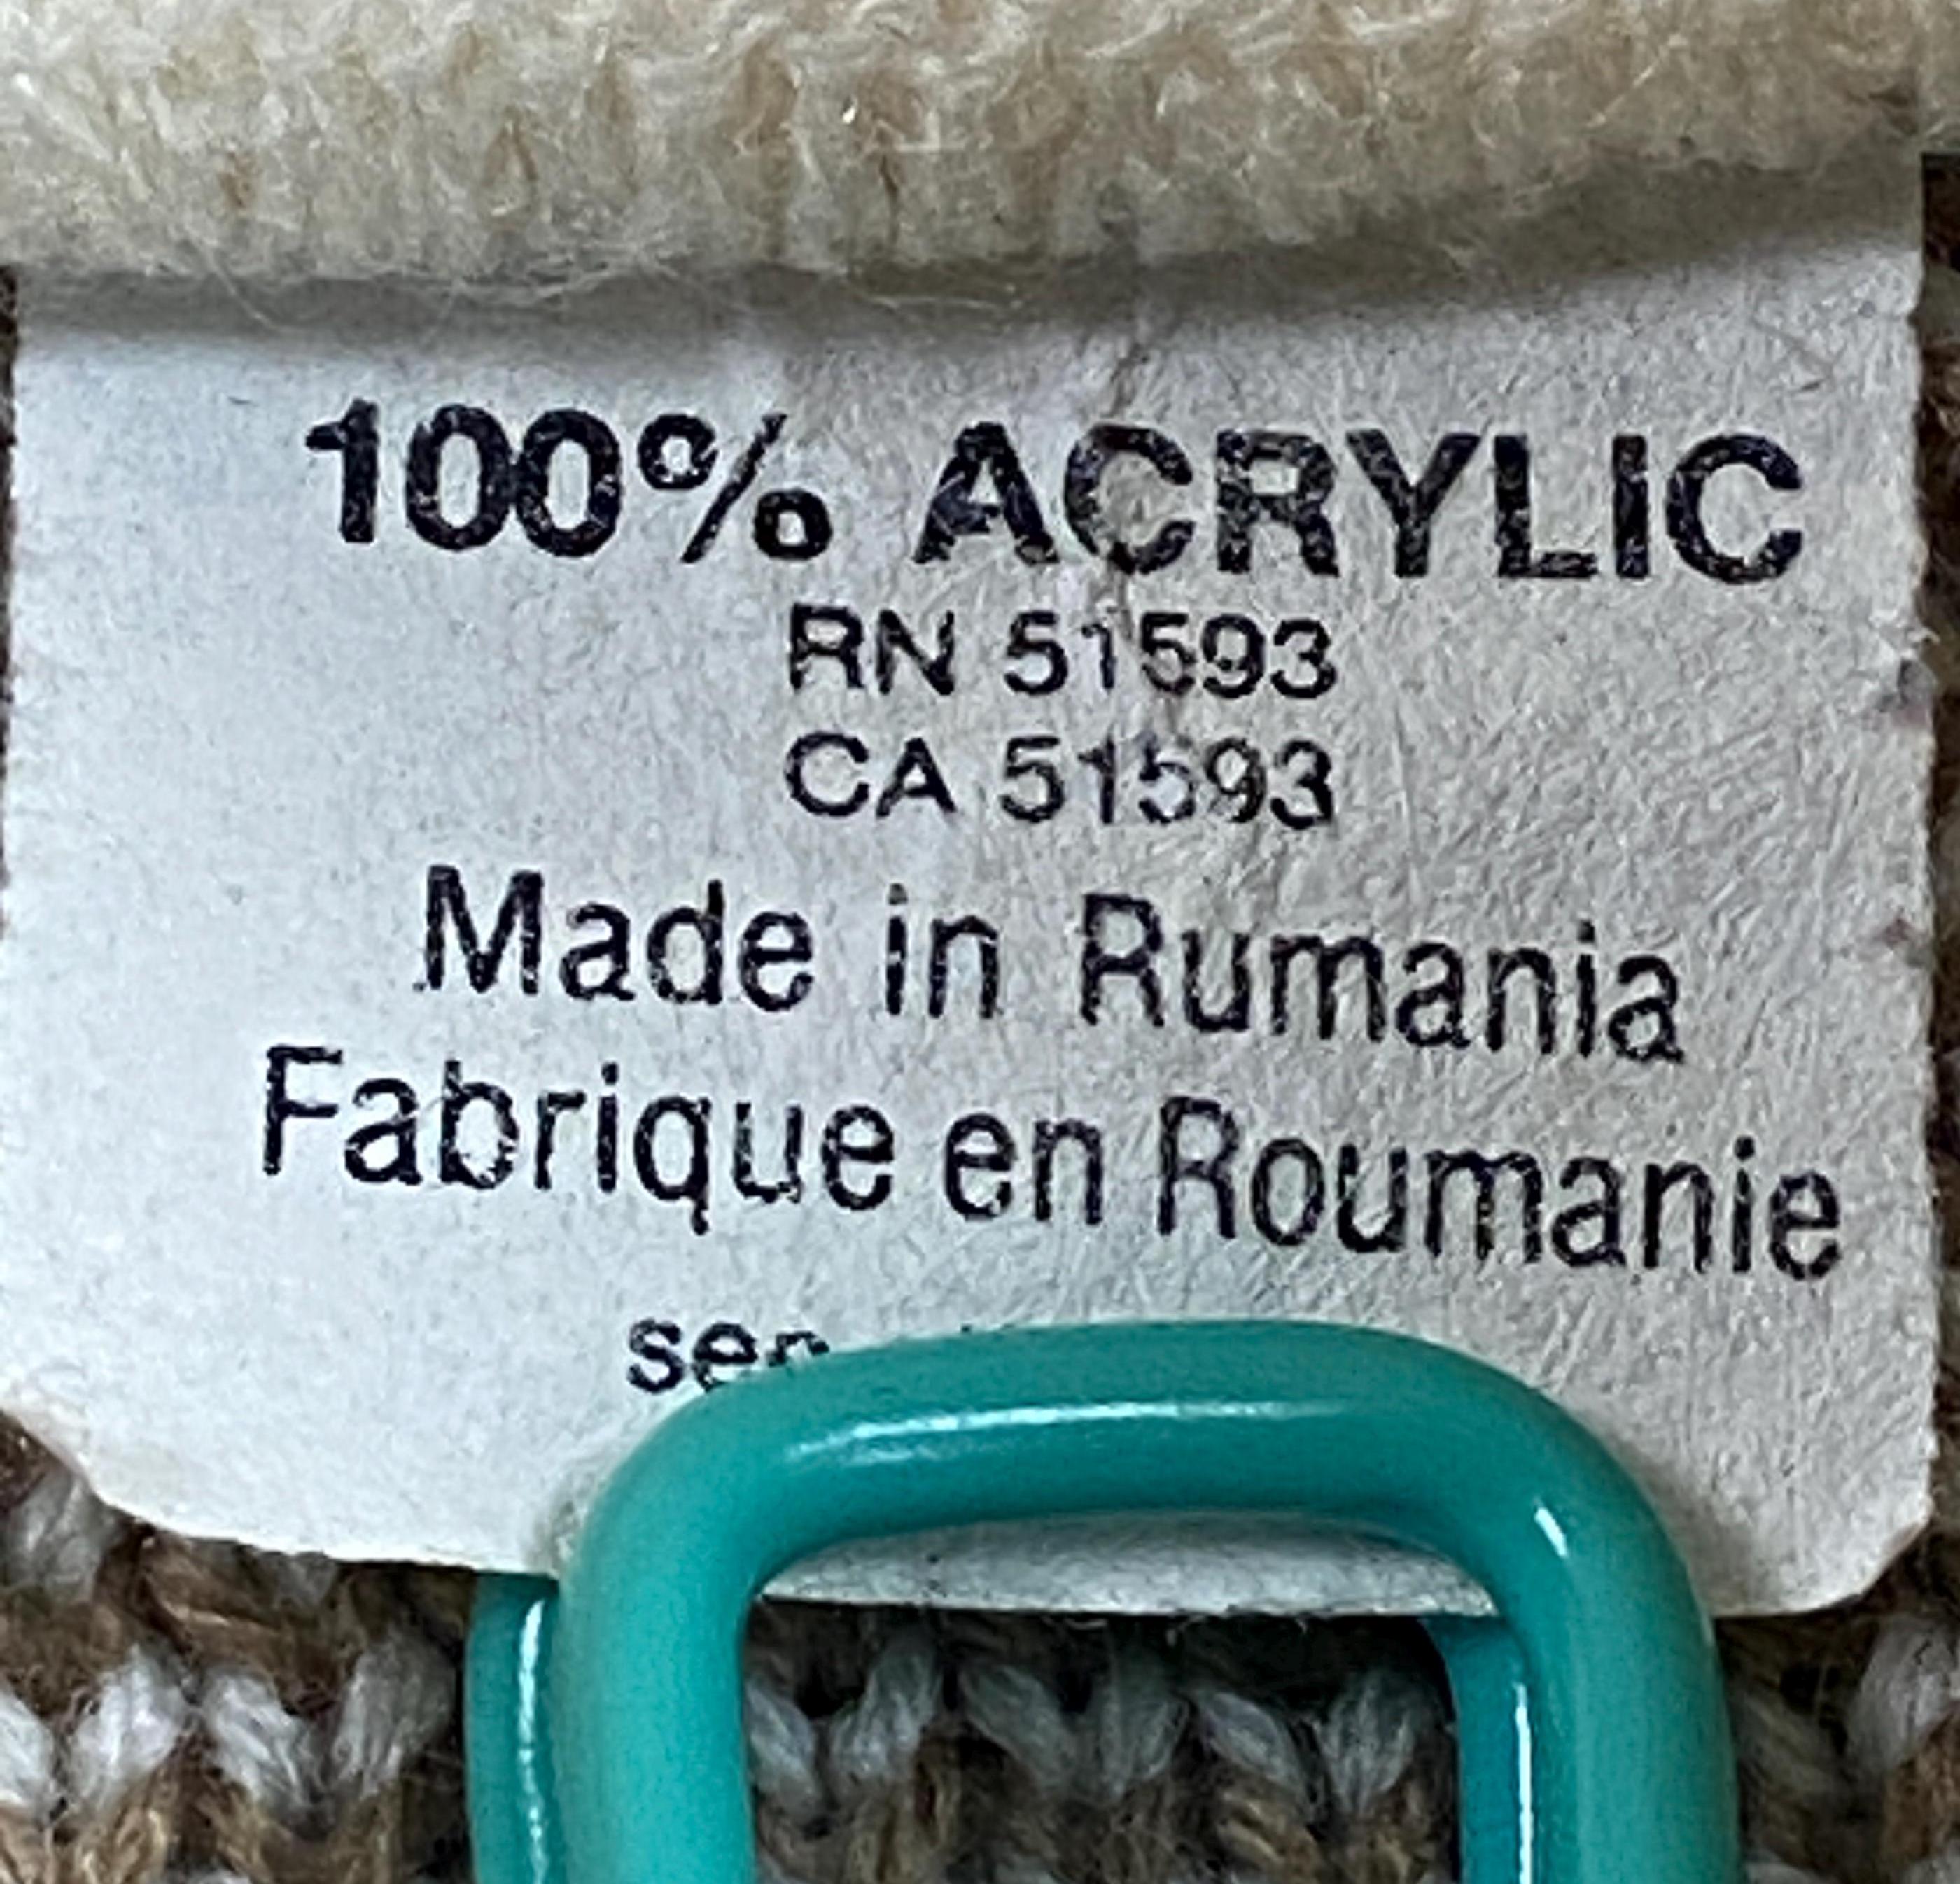 100% ACRYLIC
RN 51593
CA 51593
Made in Rumania
Fabrique en Roumanie